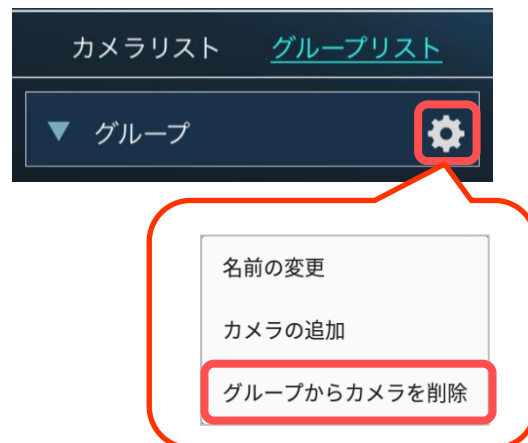 カメラリスト グループリスト
▼ グループ
名前の変更
カメラの追加
グループからカメラを削除